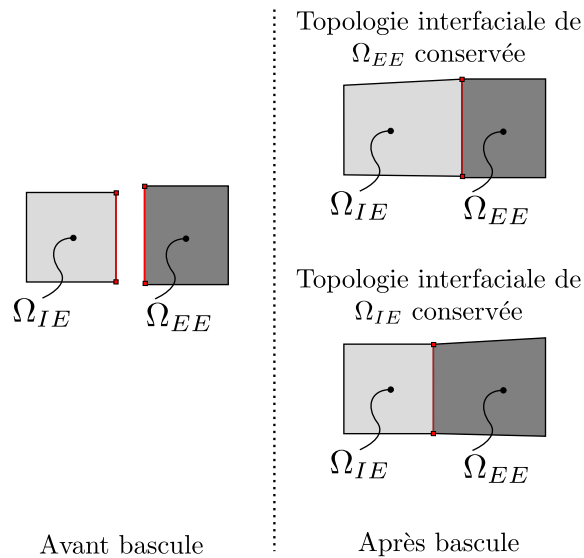 Topologie interfaciale de
Ω_EE conservée
Ω_IE
Ω_EE
Ω_IE
Ω_EE
Topologie interfaciale de
Ω_IE conservée
Ω_IE
Ω_EE
Avant bascule
Après bascule